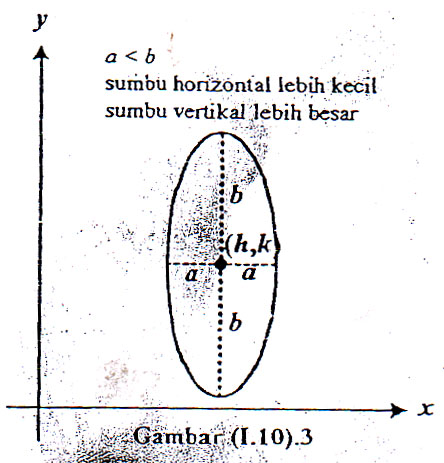 y
a < b
sumbu horizontal lebih kecil
sumbu vertikal lebih besar
b
(h,k)
a
a
b
x
Gambar (I.10).3